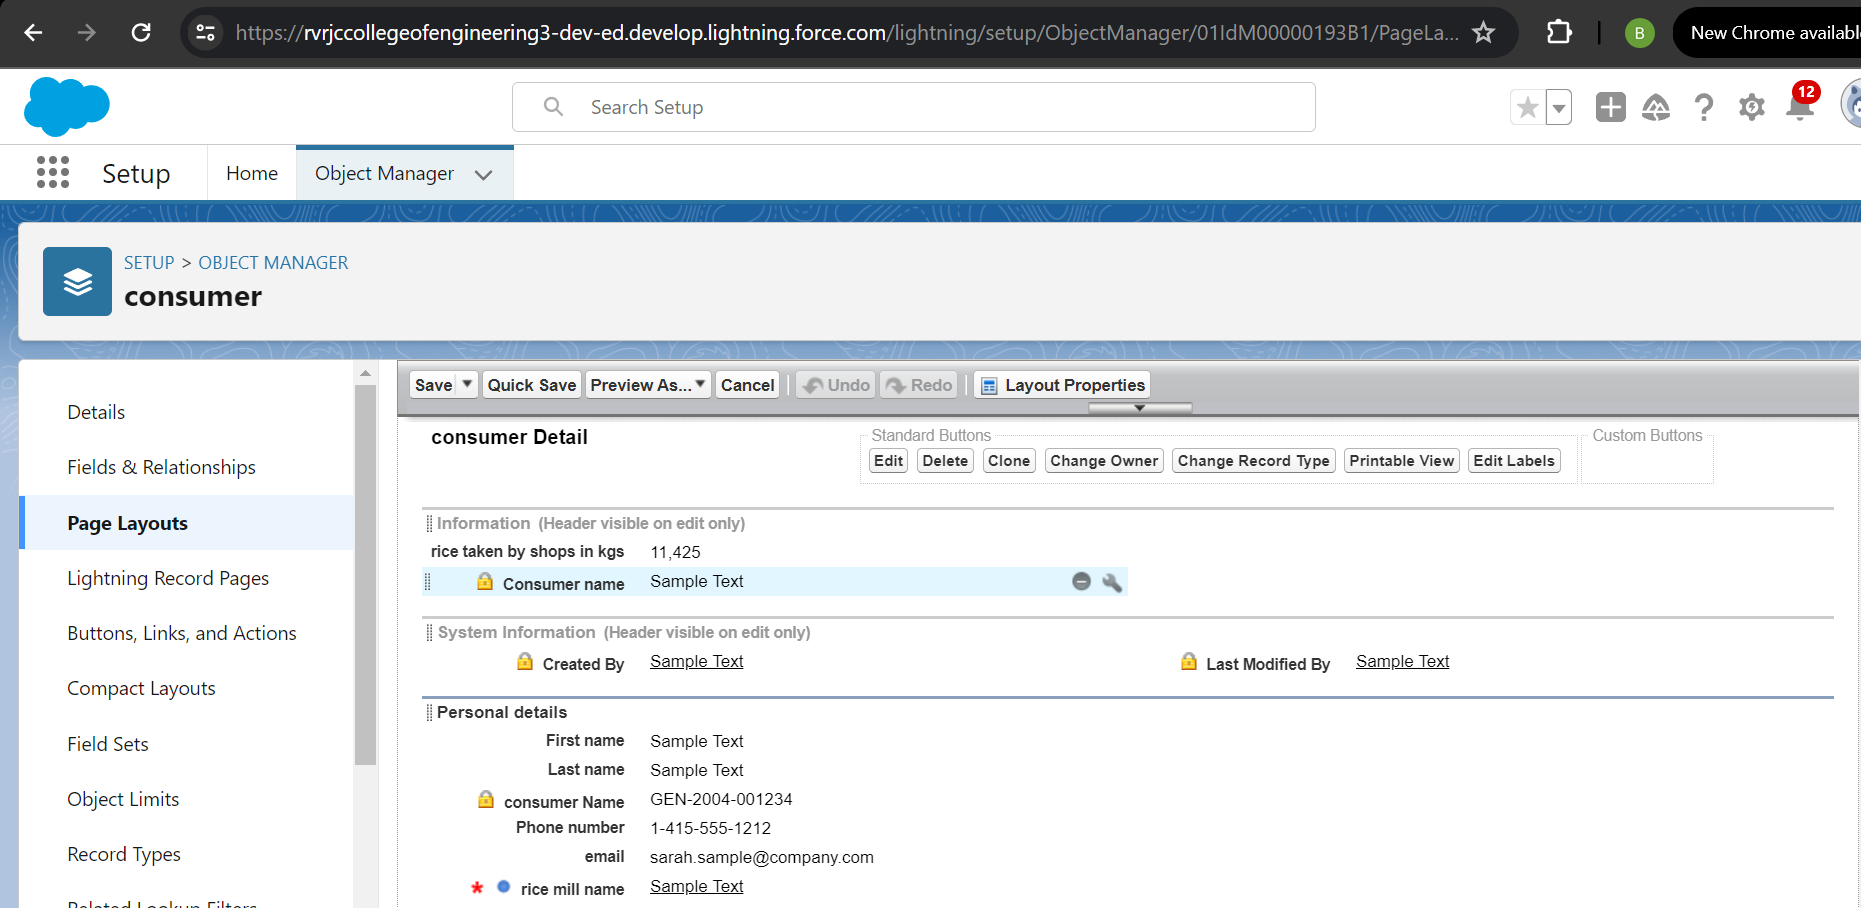 https://rvrjccollegeofengineering3-dev-ed.develop.lightning.force.com/lightning/setup/ObjectManager/01IdM00000193B1/PageLa...
B
New Chrome availabl
Search Setup
12
Setup
Home
Object Manager
SETUP > OBJECT MANAGER
consumer
Details
Fields & Relationships
Page Layouts
Lightning Record Pages
Buttons, Links, and Actions
Compact Layouts
Field Sets
Object Limits
Record Types
Related Lookup Filters
Save
Quick Save
Preview As...
Cancel
Undo
Redo
Layout Properties
consumer Detail
Standard Buttons
Custom Buttons
Edit
Delete
Clone
Change Owner
Change Record Type
Printable View
Edit Labels
Information (Header visible on edit only)
rice taken by shops in kgs 11,425
Consumer name Sample Text
System Information (Header visible on edit only)
Created By Sample Text
Last Modified By Sample Text
Personal details
First name Sample Text
Last name Sample Text
consumer Name GEN-2004-001234
Phone number 1-415-555-1212
email sarah.sample@company.com
* rice mill name Sample Text